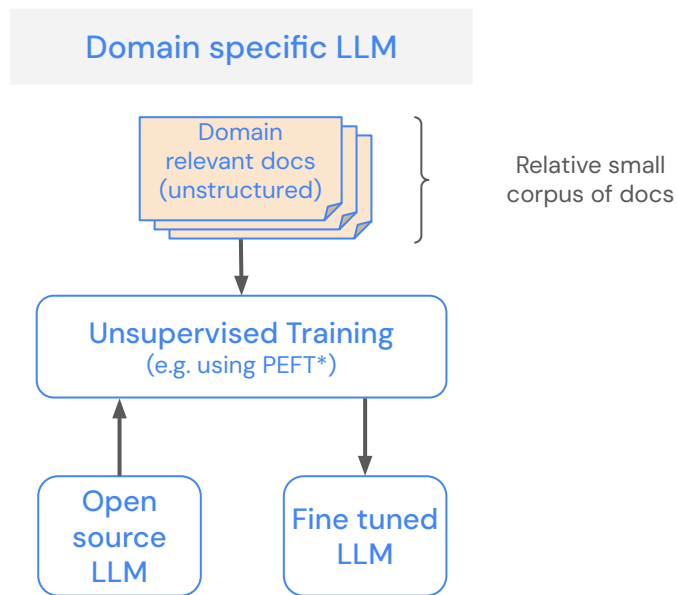 Domain specific LLM
Domain
relevant docs
(unstructured)
Relative small
corpus of docs
Unsupervised Training
(e.g. using PEFT*)
Open
source
LLM
Fine tuned
LLM